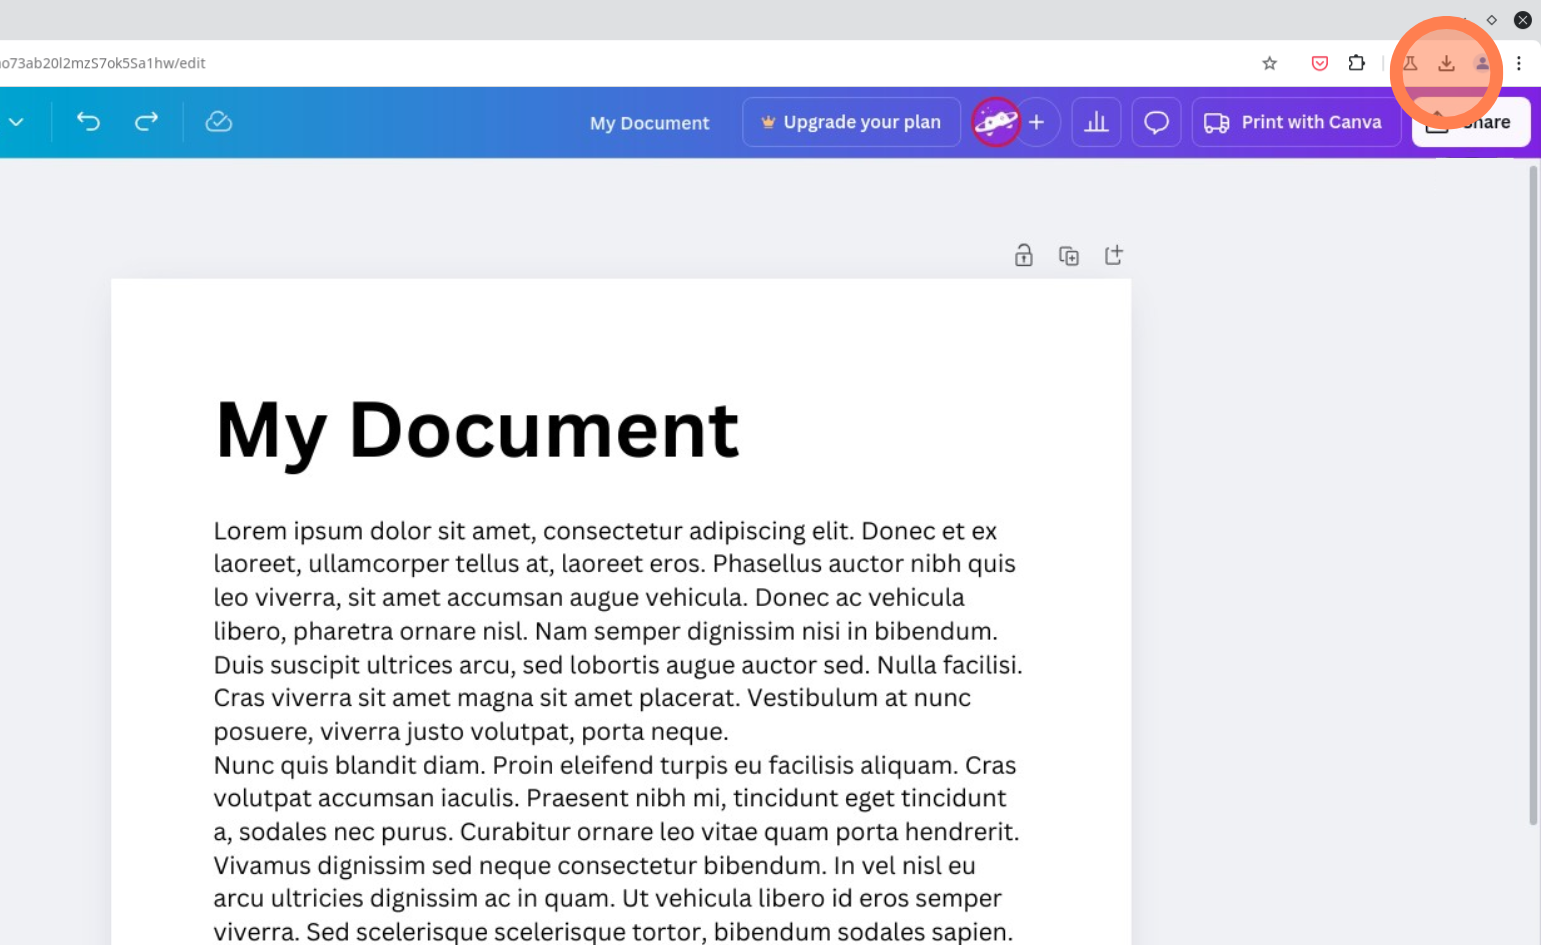 o73ab20l2mzS7ok5Sa1hw/edit
My Document
Upgrade your plan
Print with Canva
Share
My Document
Lorem ipsum dolor sit amet, consectetur adipiscing elit. Donec et ex
laoreet, ullamcorper tellus at, laoreet eros. Phasellus auctor nibh quis
leo viverra, sit amet accumsan augue vehicula. Donec ac vehicula
libero, pharetra ornare nisl. Nam semper dignissim nisi in bibendum.
Duis suscipit ultrices arcu, sed lobortis augue auctor sed. Nulla facilisi.
Cras viverra sit amet magna sit amet placerat. Vestibulum at nunc
posuere, viverra justo volutpat, porta neque.
Nunc quis blandit diam. Proin eleifend turpis eu facilisis aliquam. Cras
volutpat accumsan iaculis. Praesent nibh mi, tincidunt eget tincidunt
a, sodales nec purus. Curabitur ornare leo vitae quam porta hendrerit.
Vivamus dignissim sed neque consectetur bibendum. In vel nisl eu
arcu ultricies dignissim ac in quam. Ut vehicula libero id eros semper
viverra. Sed scelerisque scelerisque tortor, bibendum sodales sapien.